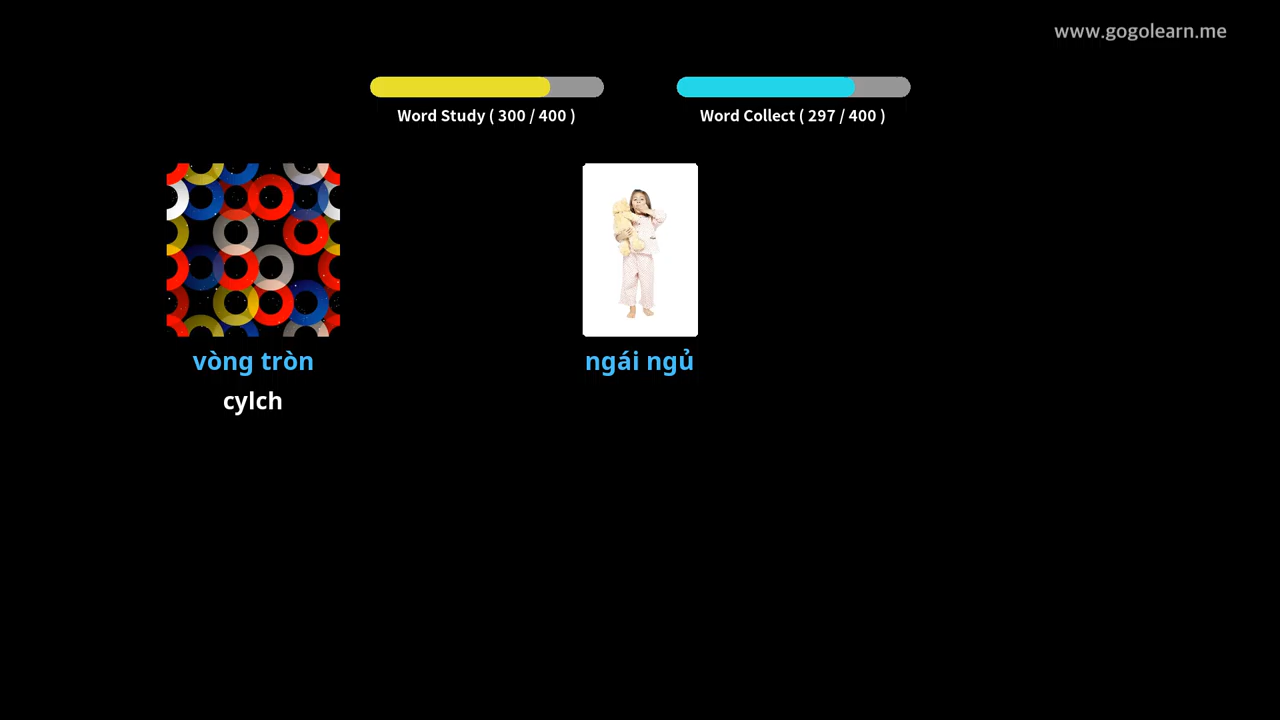 www.gogolearn.me
Word Study ( 300 / 400 )
Word Collect ( 297 / 400 )
vòng tròn
ngái ngủ
cylch